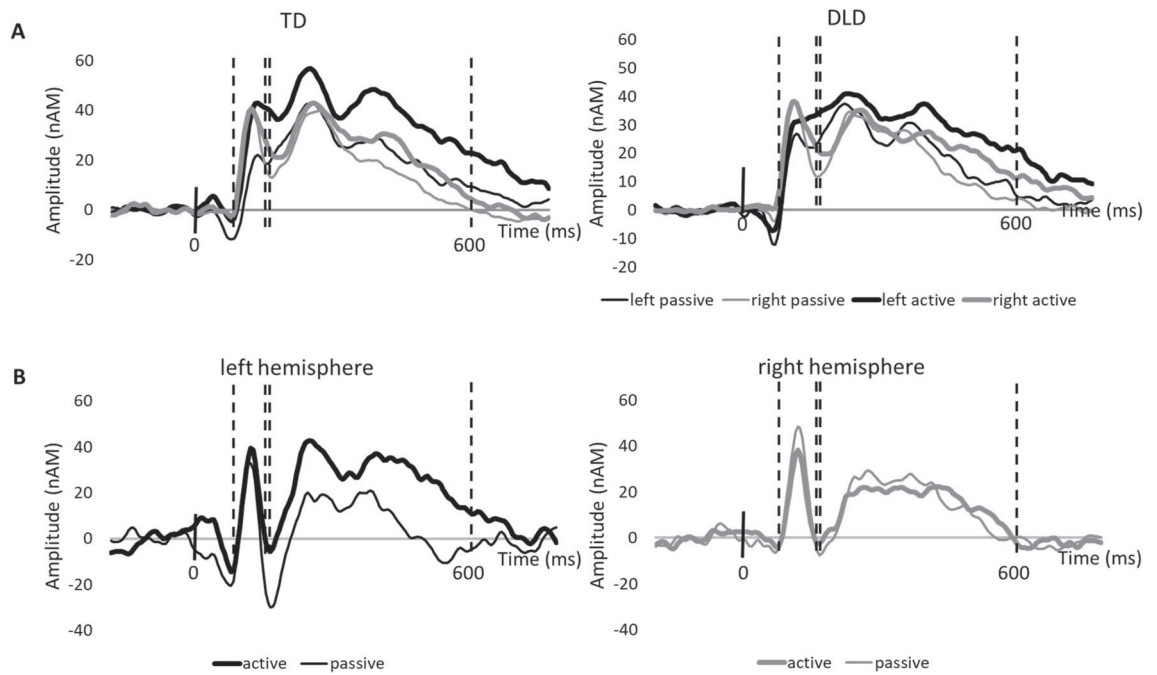 A
TD
DLD
60
40
20
0
-20
Amplitude (nAM)
0
600
Time (ms)
60
50
40
30
20
10
0
-10
-20
Amplitude (nAM)
0
600
Time (ms)
left passive right passive left active right active
B
left hemisphere
right hemisphere
60
40
20
0
-20
-40
Amplitude (nAM)
0
600
Time (ms)
active passive
60
40
20
0
-20
-40
Amplitude (nAM)
0
600
Time (ms)
active passive